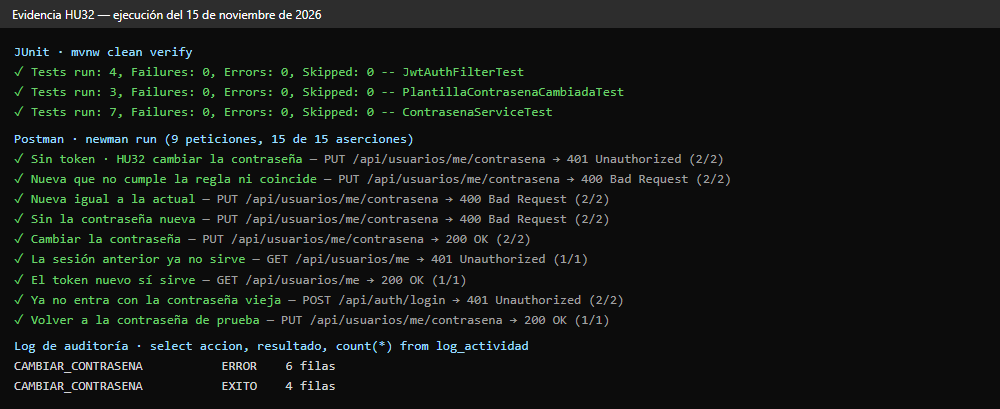 Evidencia HU32 — ejecución del 15 de noviembre de 2026
JUnit · mvnw clean verify
✓ Tests run: 4, Failures: 0, Errors: 0, Skipped: 0 -- JwtAuthFilterTest
✓ Tests run: 3, Failures: 0, Errors: 0, Skipped: 0 -- PlantillaContrasenaCambiadaTest
✓ Tests run: 7, Failures: 0, Errors: 0, Skipped: 0 -- ContrasenaServiceTest
Postman · newman run (9 peticiones, 15 de 15 aserciones)
✓ Sin token · HU32 cambiar la contraseña — PUT /api/usuarios/me/contrasena → 401 Unauthorized (2/2)
✓ Nueva que no cumple la regla ni coincide — PUT /api/usuarios/me/contrasena → 400 Bad Request (2/2)
✓ Nueva igual a la actual — PUT /api/usuarios/me/contrasena → 400 Bad Request (2/2)
✓ Sin la contraseña nueva — PUT /api/usuarios/me/contrasena → 400 Bad Request (2/2)
✓ Cambiar la contraseña — PUT /api/usuarios/me/contrasena → 200 OK (2/2)
✓ La sesión anterior ya no sirve — GET /api/usuarios/me → 401 Unauthorized (1/1)
✓ El token nuevo sí sirve — GET /api/usuarios/me → 200 OK (1/1)
✓ Ya no entra con la contraseña vieja — POST /api/auth/login → 401 Unauthorized (2/2)
✓ Volver a la contraseña de prueba — PUT /api/usuarios/me/contrasena → 200 OK (1/1)
Log de auditoría · select accion, resultado, count(*) from log_actividad
CAMBIAR_CONTRASENA ERROR 6 filas
CAMBIAR_CONTRASENA EXITO 4 filas